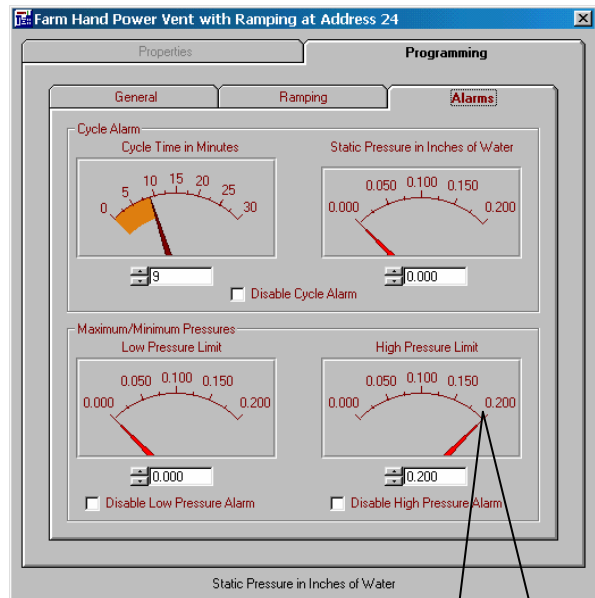 Farm Hand Power Vent with Ramping at Address 24
Properties
Programming
General
Ramping
Alarms
Cycle Alarm
Cycle Time in Minutes
0 5 10 15 20 25 30
9
Static Pressure in Inches of Water
0.000 0.050 0.100 0.150 0.200
0.000
Disable Cycle Alarm
Maximum/Minimum Pressures
Low Pressure Limit
0.000 0.050 0.100 0.150 0.200
0.000
Disable Low Pressure Alarm
High Pressure Limit
0.000 0.050 0.100 0.150 0.200
0.200
Disable High Pressure Alarm
Static Pressure in Inches of Water